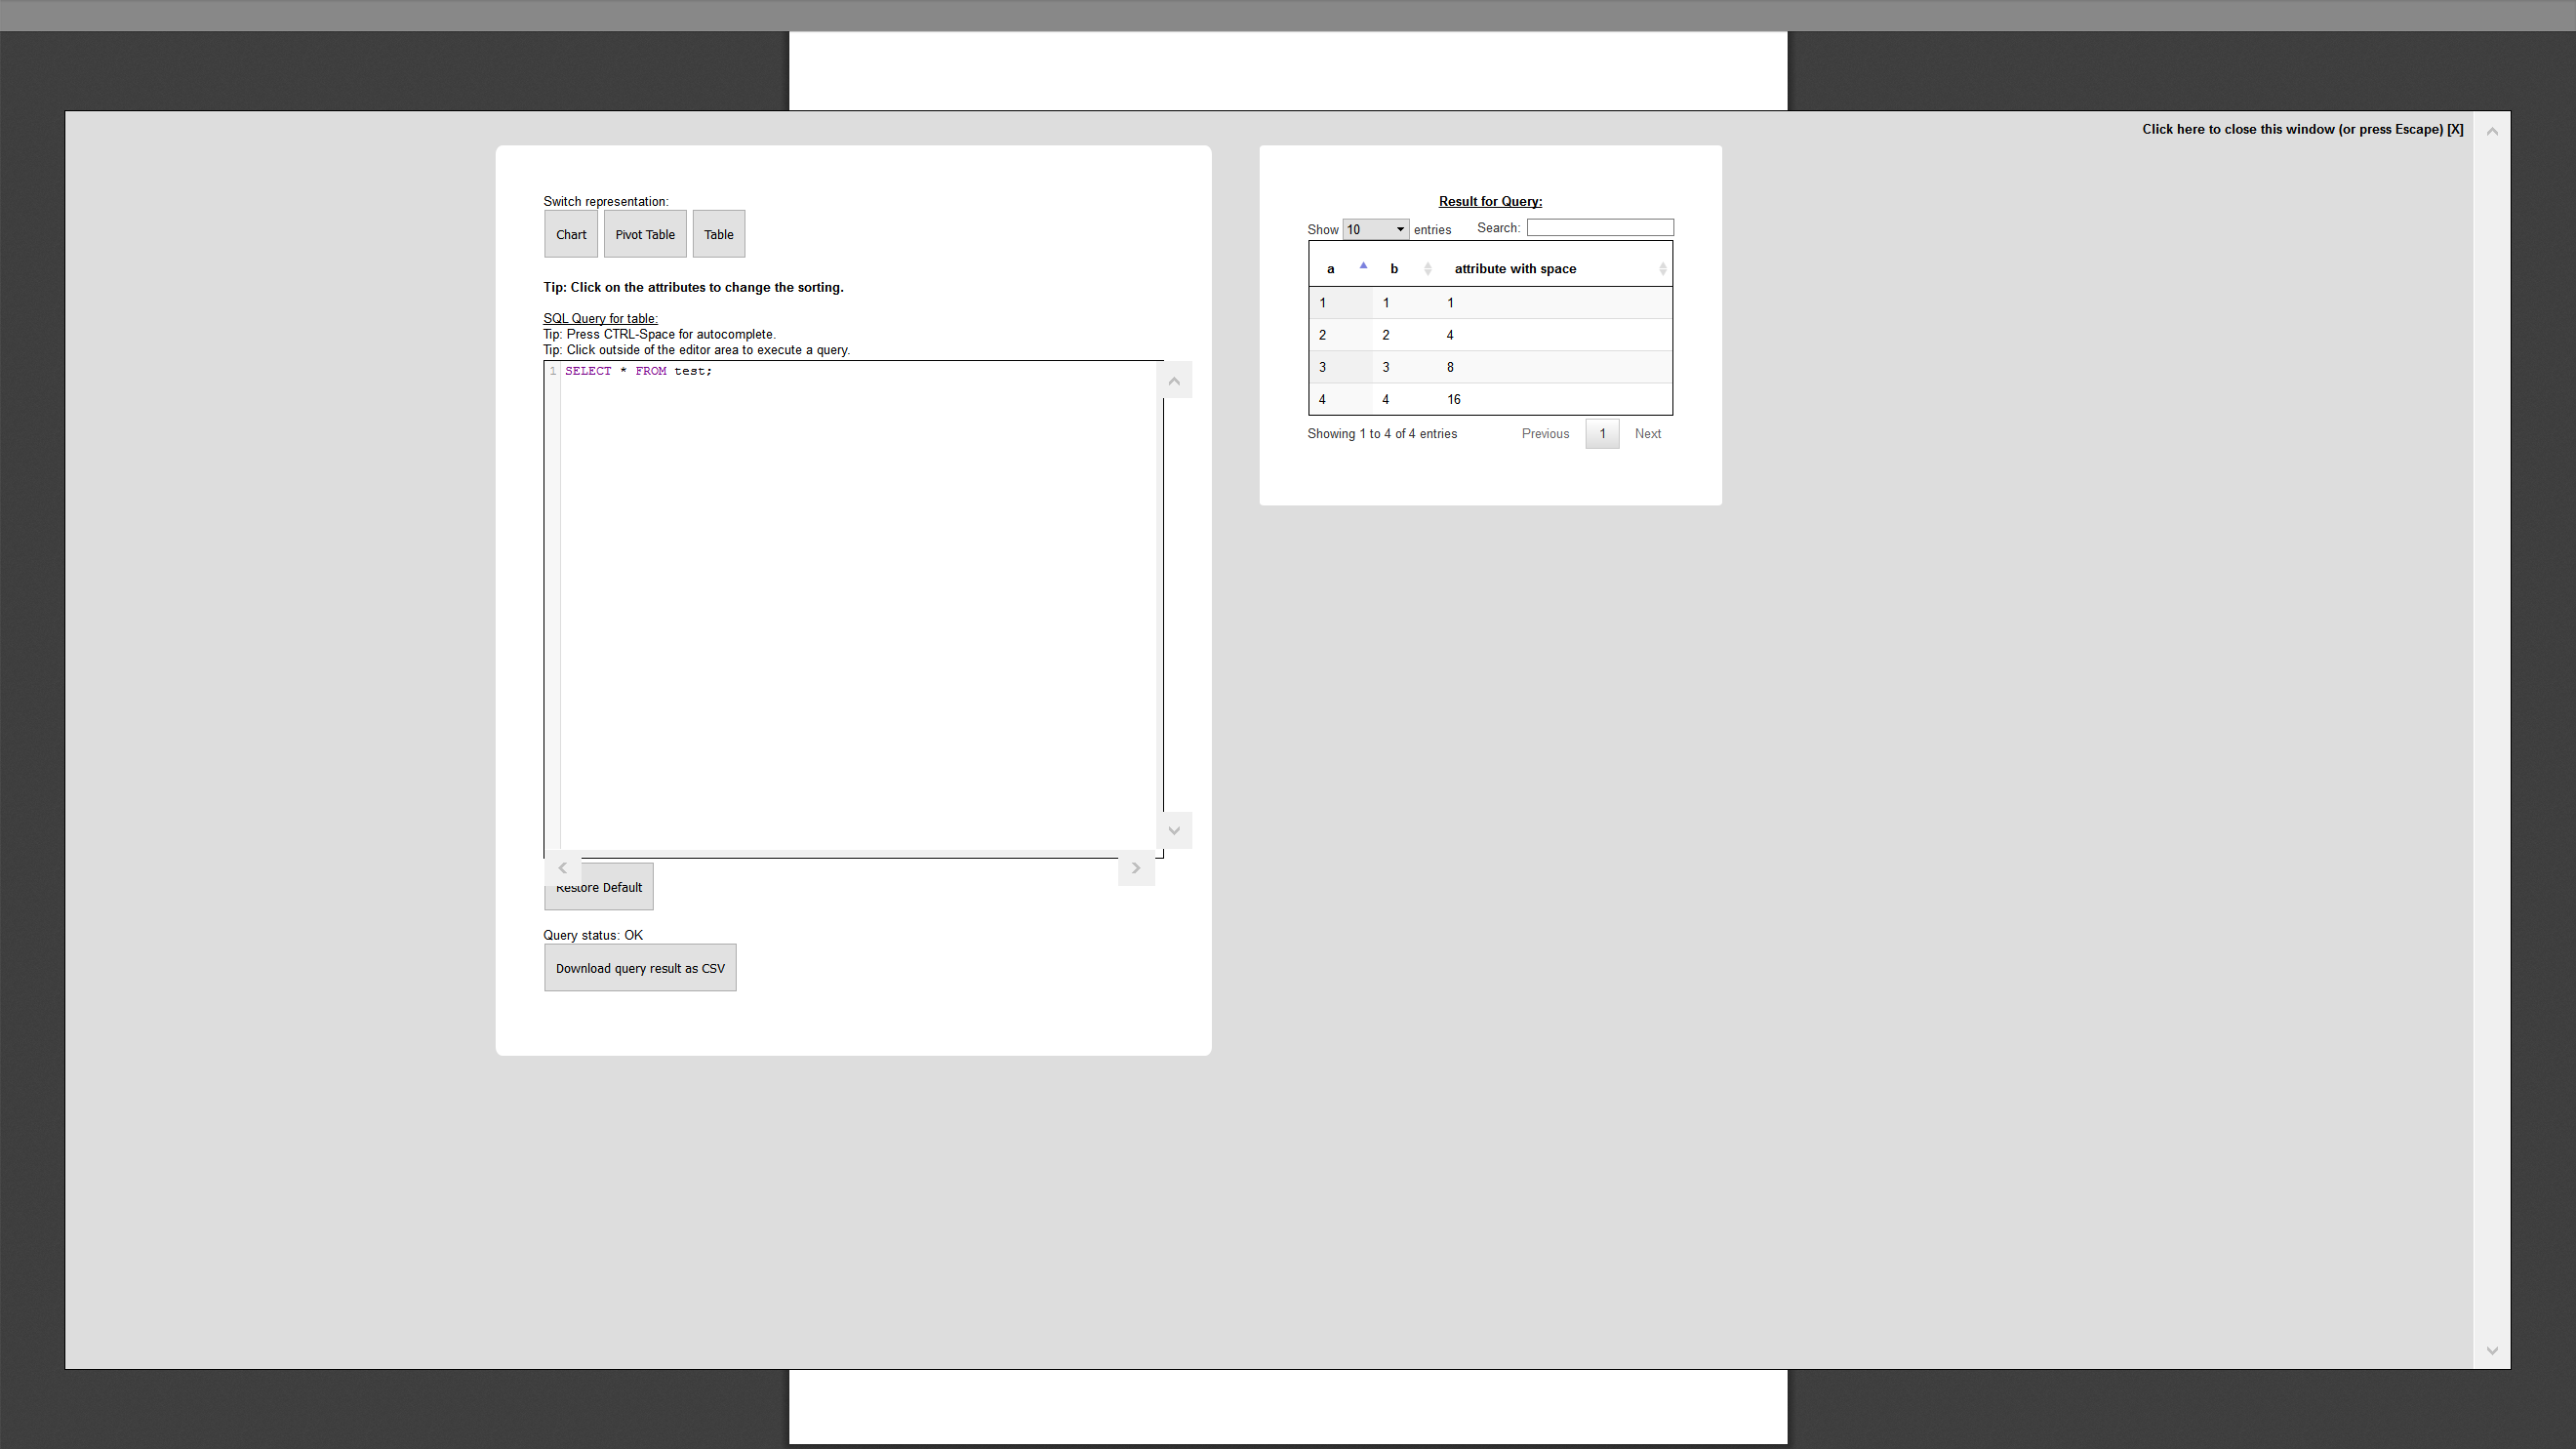 Click here to close this window (or press Escape) [X]
Switch representation:
Chart Pivot Table Table
Tip: Click on the attributes to change the sorting.
SQL Query for table:
Tip: Press CTRL-Space for autocomplete.
Tip: Click outside of the editor area to execute a query.
1 SELECT * FROM test;
Restore Default
Query status: OK
Download query result as CSV
Result for Query:
Show 10 entries Search:
a b attribute with space
1 1 1
2 2 4
3 3 8
4 4 16
Showing 1 to 4 of 4 entries Previous 1 Next